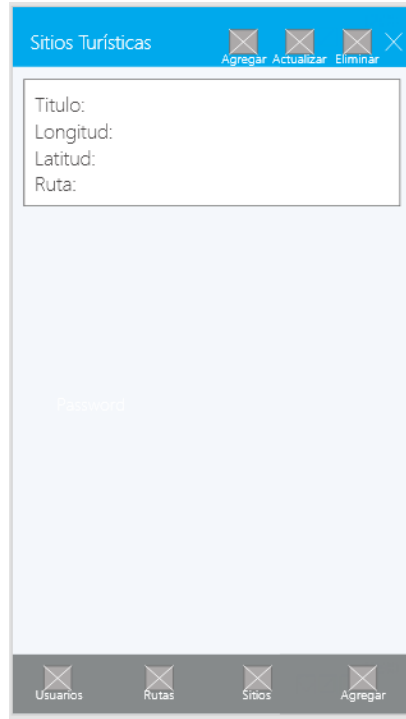 Sitios Turísticas
Agregar Actualizar Eliminar
Titulo:
Longitud:
Latitud:
Ruta:
Password
Usuarios Rutas Sitios Agregar